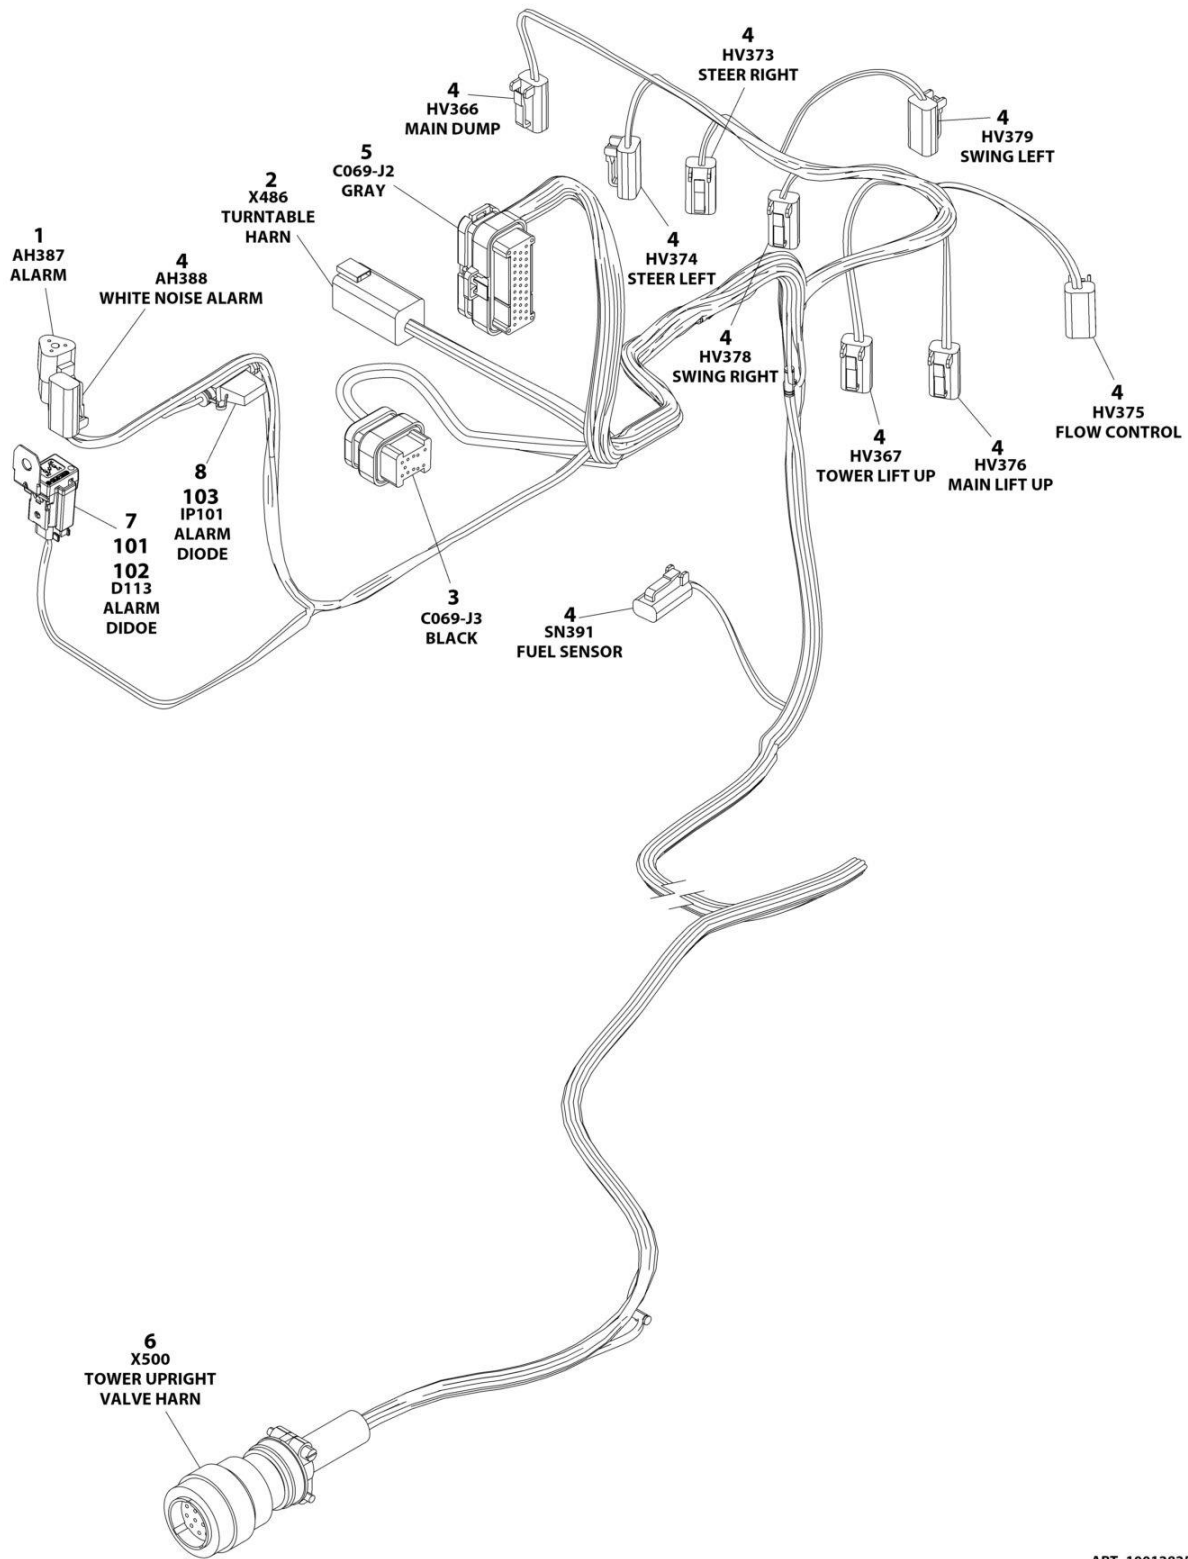 4
HV373
STEER RIGHT
4
HV366
MAIN DUMP
4
HV379
SWING LEFT
5
C069-J2
GRAY
2
X486
TURNTABLE
HARN
1
AH387
ALARM
4
AH388
WHITE NOISE ALARM
4
HV374
STEER LEFT
4
HV378
SWING RIGHT
4
HV375
FLOW CONTROL
4
HV367
TOWER LIFT UP
4
HV376
MAIN LIFT UP
8
103
IP101
ALARM
DIODE
7
101
102
D113
ALARM
DIDOE
3
C069-J3
BLACK
4
SN391
FUEL SENSOR
6
X500
TOWER UPRIGHT
VALVE HARN